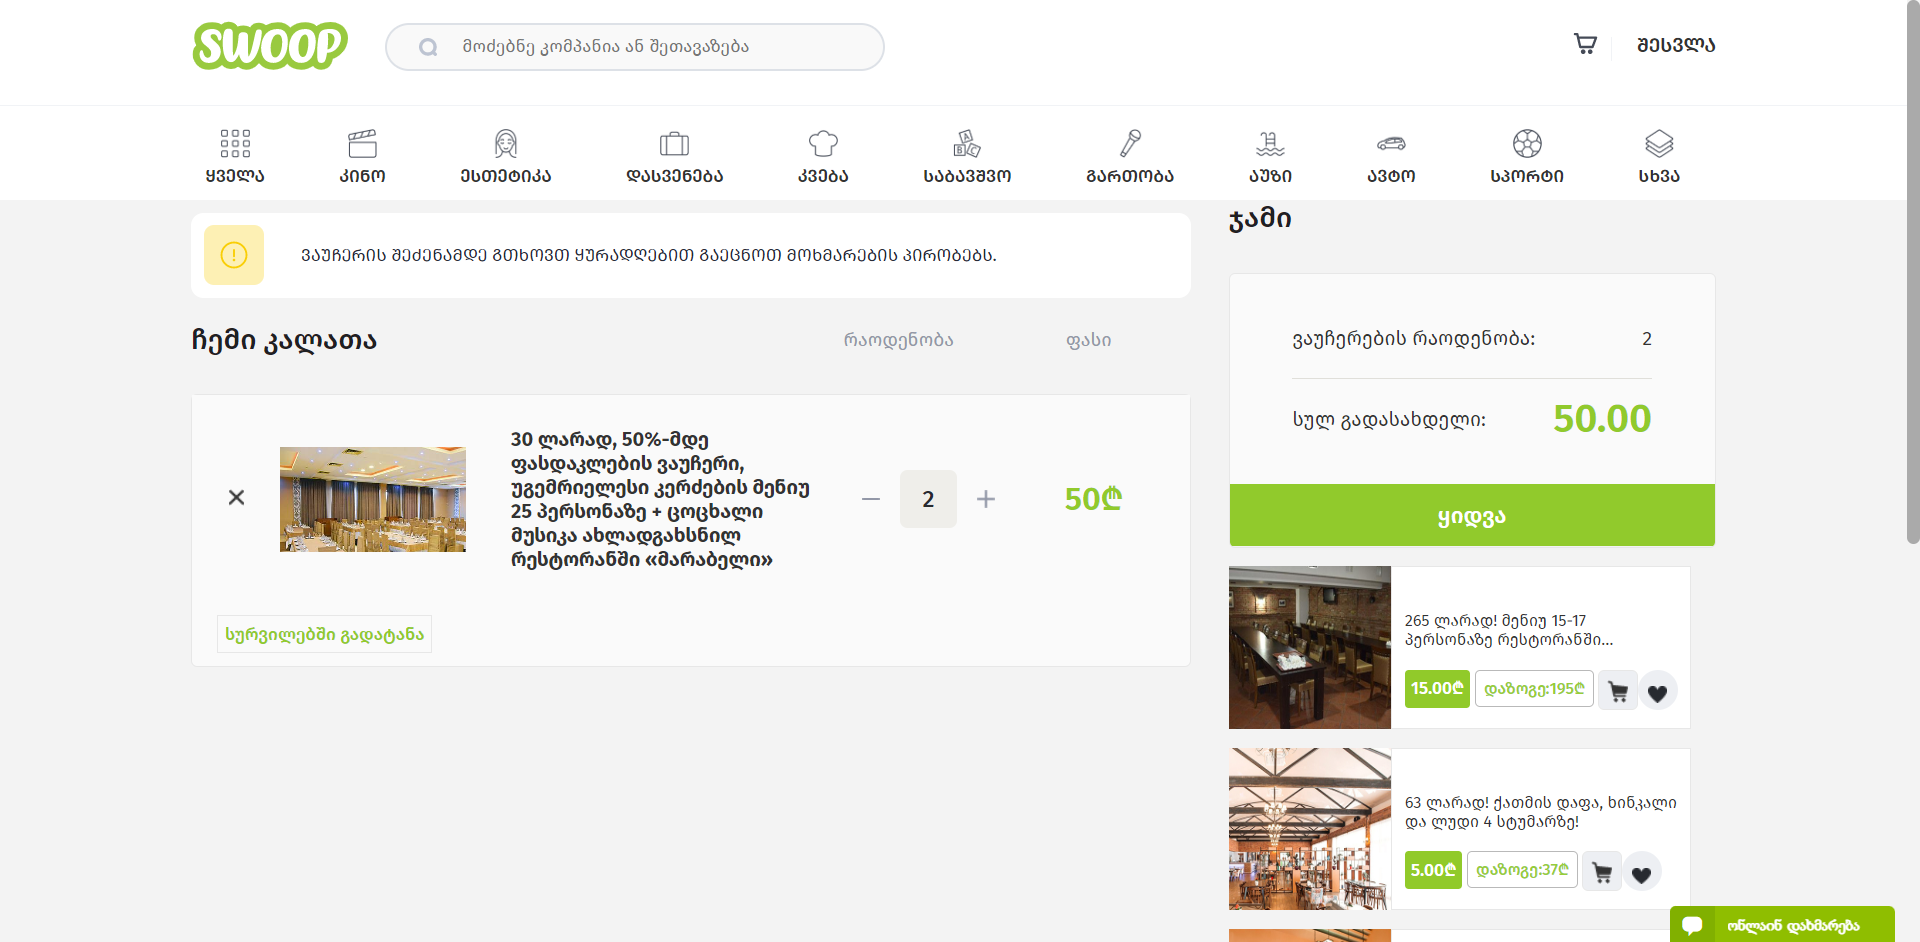 SWOOP
მოძებნე კომპანია ან შეთავაზება
შესვლა
ყველა
კინო
ესთეტიკა
დასვენება
კვება
საბავშვო
გართობა
აუზი
ავტო
სპორტი
სხვა
ვაუჩერის შეძენამდე გთხოვთ ყურადღებით გაეცნოთ მოხმარების პირობებს.
ჩემი კალათა
რაოდენობა
ფასი
30 ლარად, 50%-მდე
ფასდაკლების ვაუჩერი,
უგემრიელესი კერძების მენიუ
25 პერსონაზე + ცოცხალი
მუსიკა ახლადგახსნილ
რესტორანში «მარაბელი»
2
50₾
სურვილებში გადატანა
ჯამი
ვაუჩერების რაოდენობა: 2
სულ გადასახდელი: 50.00
ყიდვა
265 ლარად! მენიუ 15-17
პერსონაზე რესტორანში...
15.00₾
დაზოგე:195₾
63 ლარად! ქათმის დაფა, ხინკალი
და ლუდი 4 სტუმარზე!
5.00₾
დაზოგე:37₾
ონლაინ დახმარება